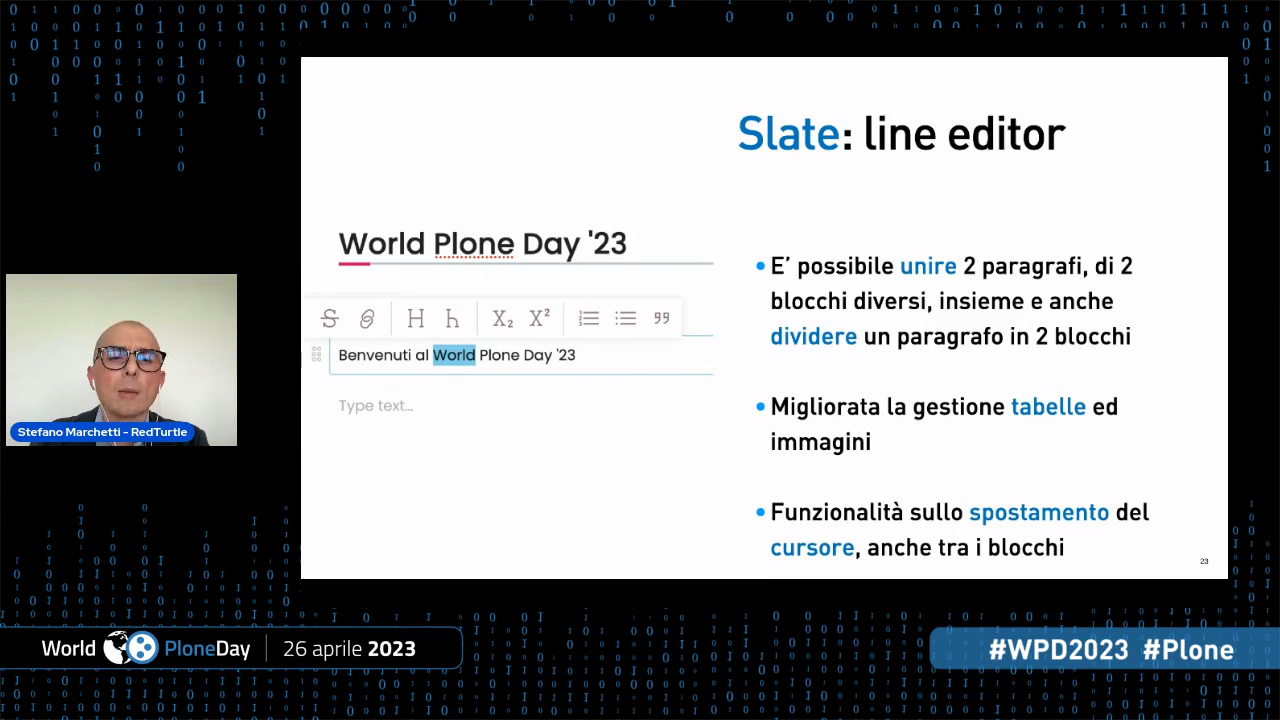 Slate: line editor
World Plone Day '23
Benvenuti al World Plone Day '23
Type text...
• E’ possibile unire 2 paragrafi, di 2
blocchi diversi, insieme e anche
dividere un paragrafo in 2 blocchi
• Migliorata la gestione tabelle ed
immagini
• Funzionalità sullo spostamento del
cursore, anche tra i blocchi
23
Stefano Marchetti - RedTurtle
World PloneDay | 26 aprile 2023
#WPD2023 #Plone